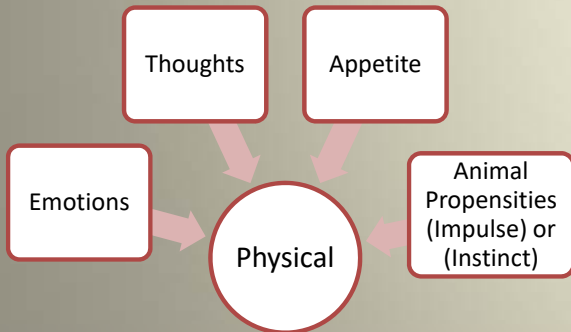 Thoughts
Appetite
Emotions
Animal
Propensities
(Impulse) or
(Instinct)
Physical